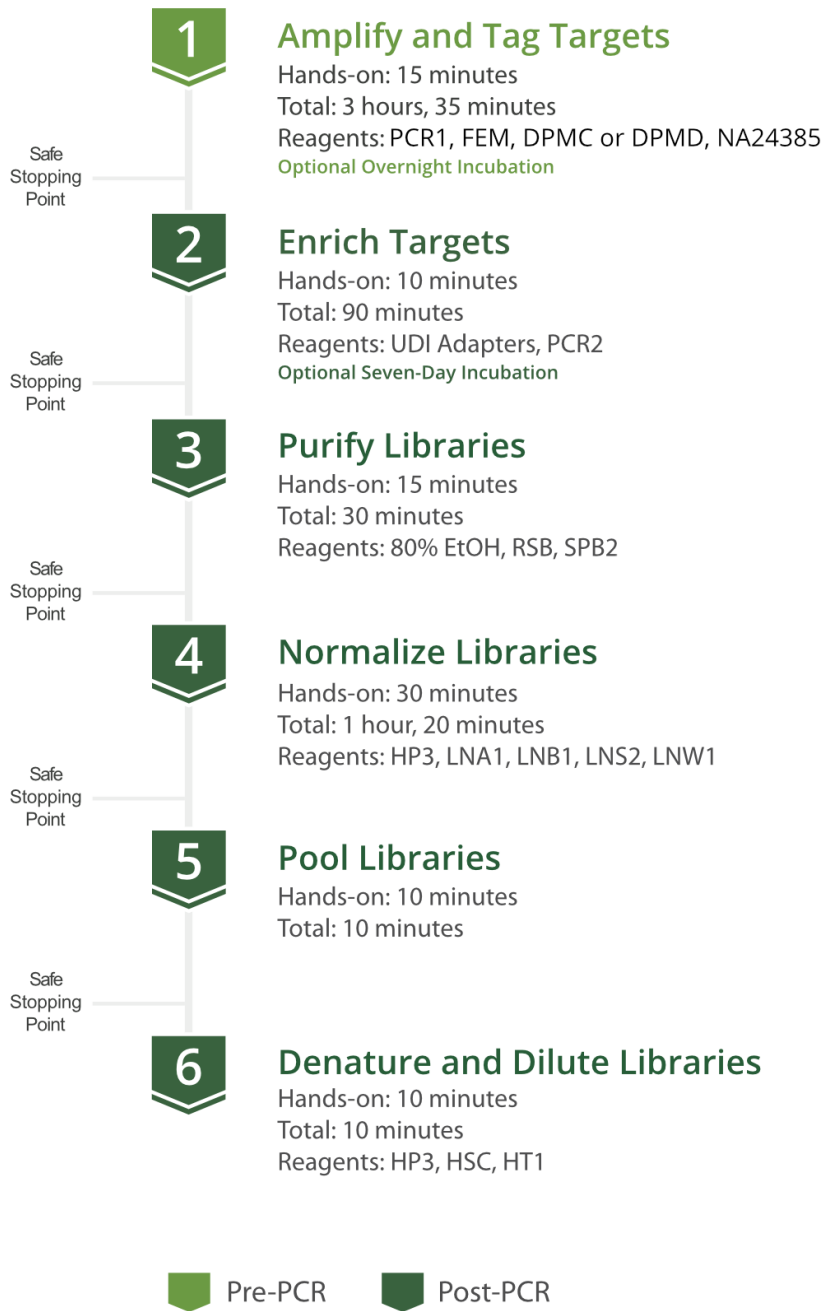 1
Amplify and Tag Targets
Hands-on: 15 minutes
Total: 3 hours, 35 minutes
Reagents: PCR1, FEM, DPMC or DPMD, NA24385
Optional Overnight Incubation
Safe
Stopping
Point
2
Enrich Targets
Hands-on: 10 minutes
Total: 90 minutes
Reagents: UDI Adapters, PCR2
Optional Seven-Day Incubation
Safe
Stopping
Point
3
Purify Libraries
Hands-on: 15 minutes
Total: 30 minutes
Reagents: 80% EtOH, RSB, SPB2
Safe
Stopping
Point
4
Normalize Libraries
Hands-on: 30 minutes
Total: 1 hour, 20 minutes
Reagents: HP3, LNA1, LNB1, LNS2, LNW1
Safe
Stopping
Point
5
Pool Libraries
Hands-on: 10 minutes
Total: 10 minutes
Safe
Stopping
Point
6
Denature and Dilute Libraries
Hands-on: 10 minutes
Total: 10 minutes
Reagents: HP3, HSC, HT1
Pre-PCR
Post-PCR